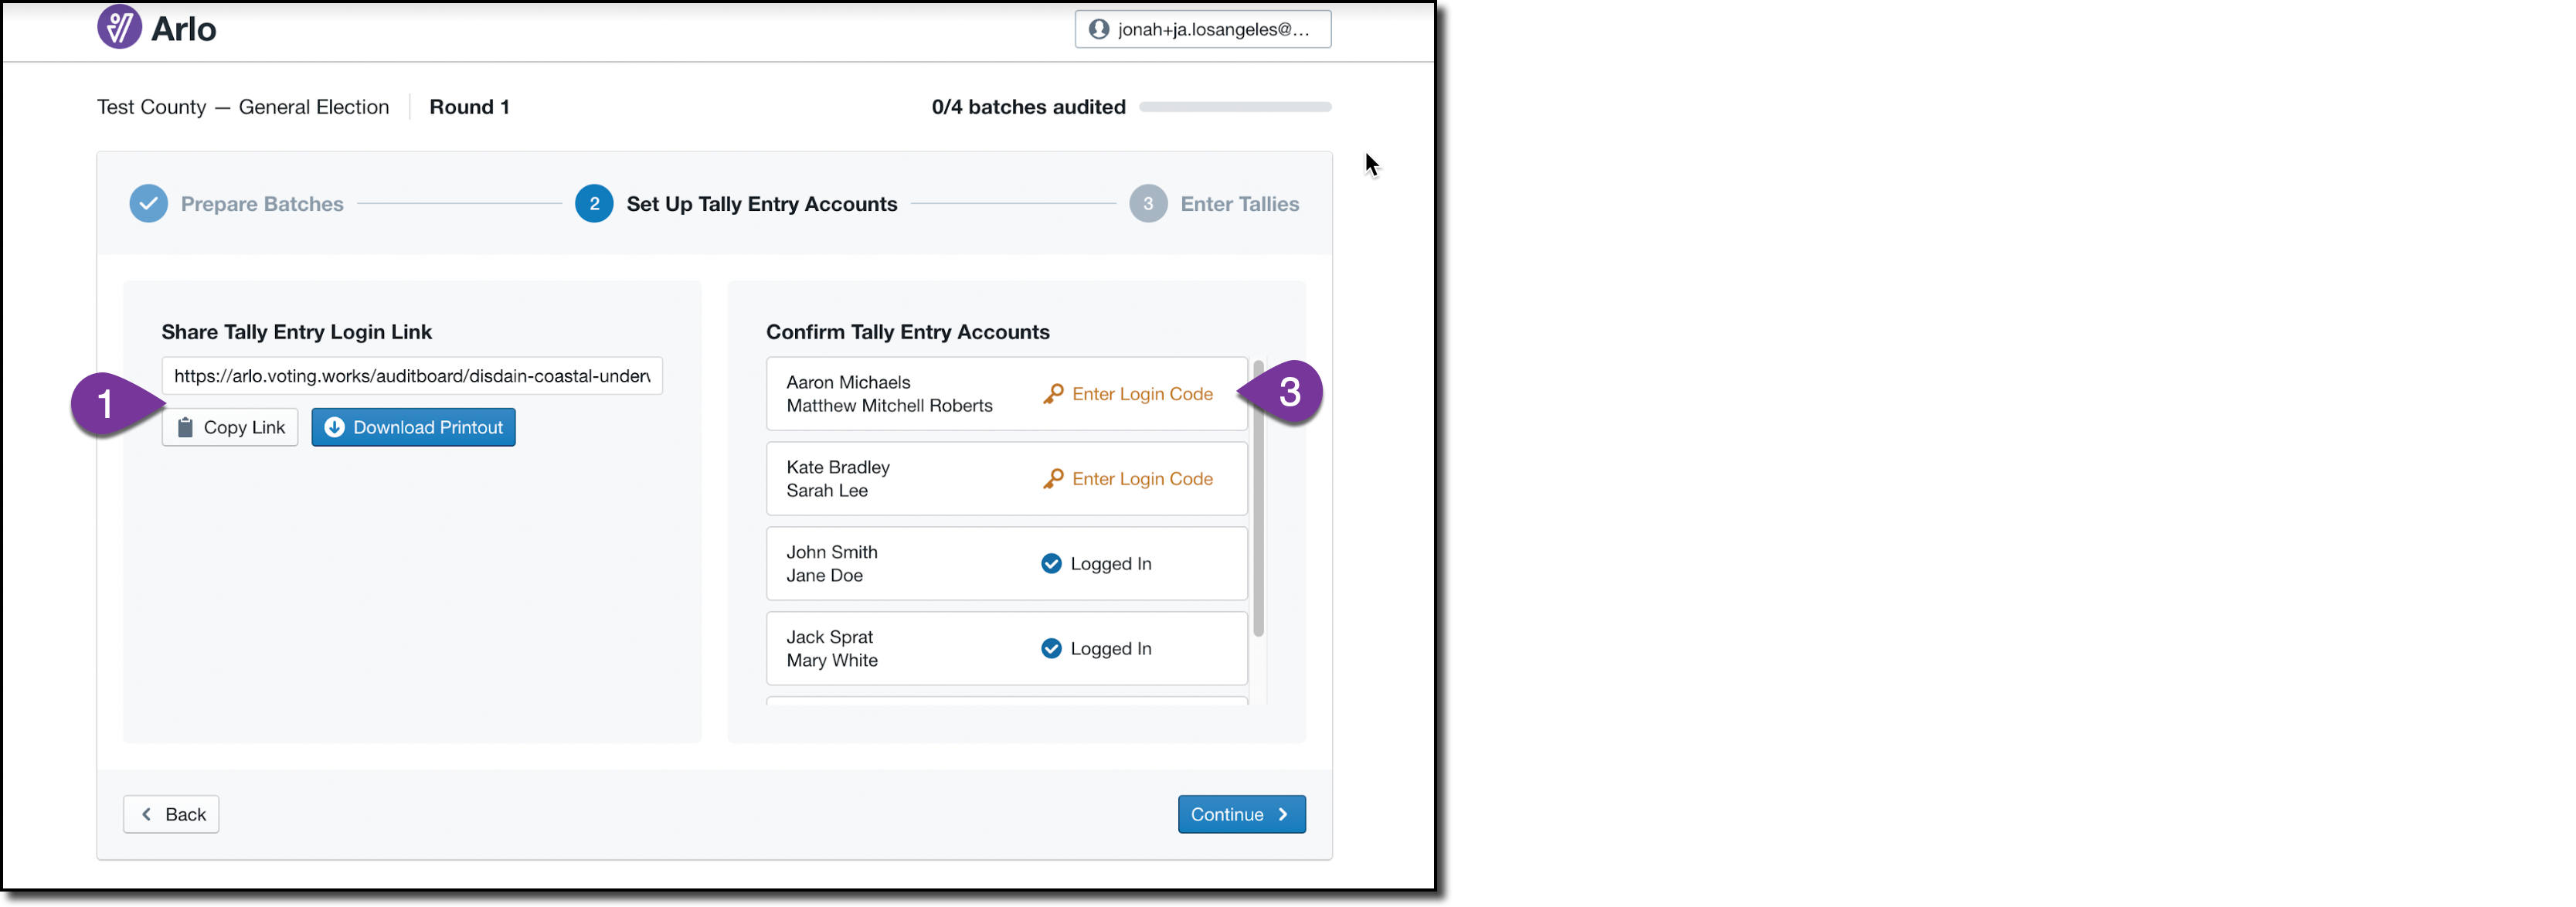 Arlo
jonah+ja.losangeles@...
Test County — General Election
Round 1
0/4 batches audited
Prepare Batches
2
Set Up Tally Entry Accounts
3
Enter Tallies
Share Tally Entry Login Link
https://arlo.voting.works/auditboard/disdain-coastal-under
1
Copy Link
Download Printout
Confirm Tally Entry Accounts
Aaron Michaels
Matthew Mitchell Roberts
Enter Login Code
3
Kate Bradley
Sarah Lee
Enter Login Code
John Smith
Jane Doe
Logged In
Jack Sprat
Mary White
Logged In
Back
Continue